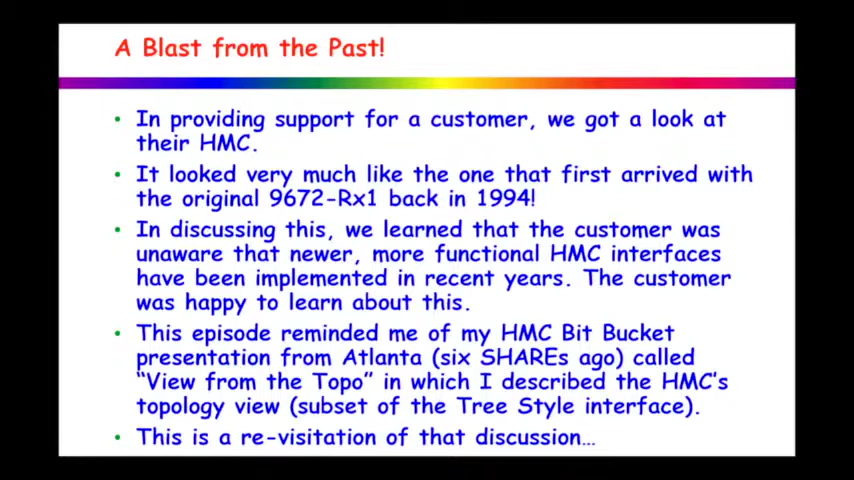 A Blast from the Past!
• In providing support for a customer, we got a look at
their HMC.
• It looked very much like the one that first arrived with
the original 9672-Rx1 back in 1994!
• In discussing this, we learned that the customer was
unaware that newer, more functional HMC interfaces
have been implemented in recent years. The customer
was happy to learn about this.
• This episode reminded me of my HMC Bit Bucket
presentation from Atlanta (six SHAREs ago) called
“View from the Topo” in which I described the HMC’s
topology view (subset of the Tree Style interface).
• This is a re-visitation of that discussion…